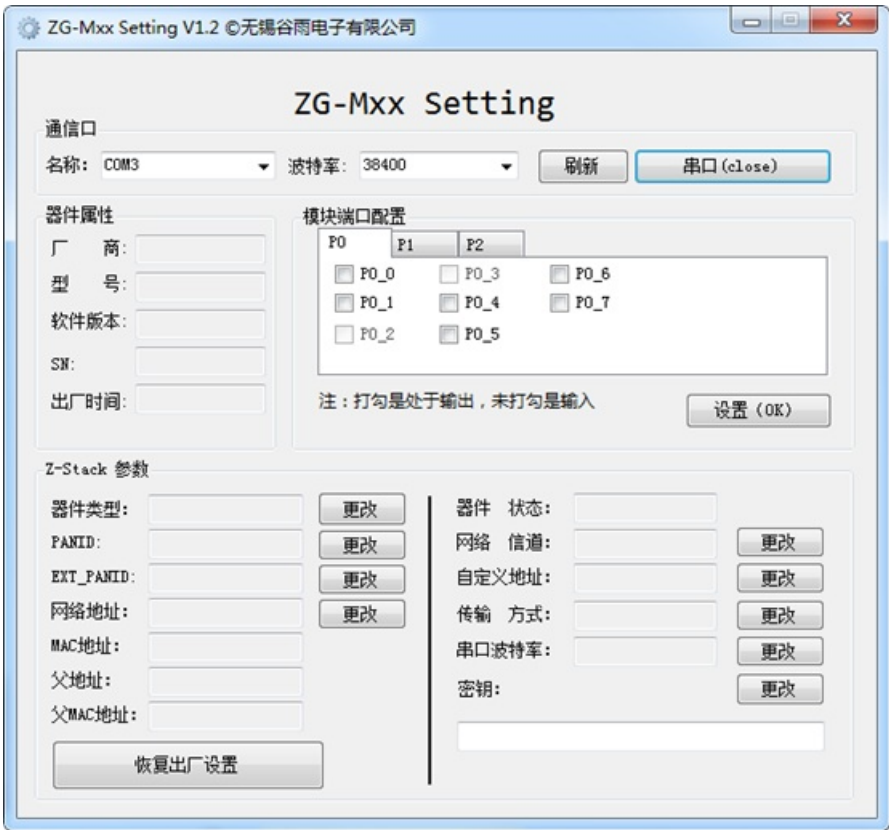 ZG-Mxx Setting V1.2 ©无锡谷雨电子有限公司
ZG-Mxx Setting
通信口
名称: COM3 波特率: 38400 刷新 串口(close)
器件属性
厂 商:
型 号:
软件版本:
SN:
出厂时间:
模块端口配置
P0 P1 P2
P0_0 P0_3 P0_6
P0_1 P0_4 P0_7
P0_2 P0_5
注：打勾是处于输出，未打勾是输入
设置 (OK)
Z-Stack 参数
器件类型: 更改
PANID: 更改
EXT_PANID: 更改
网络地址: 更改
MAC地址:
父地址:
父MAC地址:
恢复出厂设置
器件 状态:
网络 信道: 更改
自定义地址: 更改
传输 方式: 更改
串口波特率: 更改
密钥: 更改